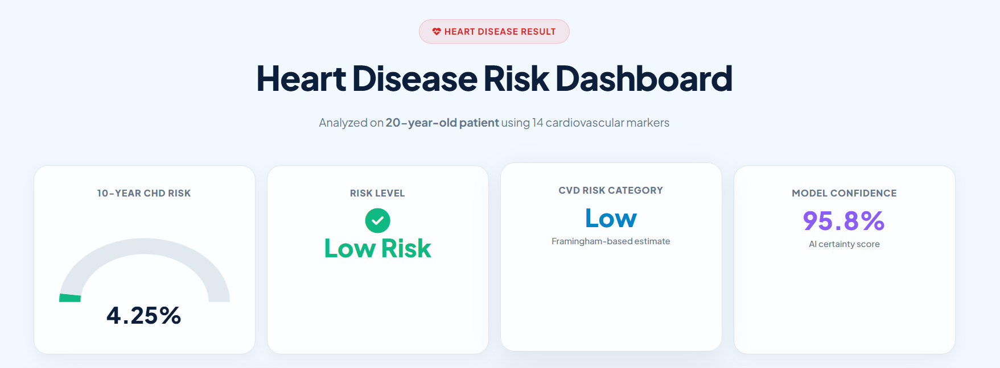 HEART DISEASE RESULT
Heart Disease Risk Dashboard
Analyzed on 20-year-old patient using 14 cardiovascular markers
10-YEAR CHD RISK
4.25%
RISK LEVEL
Low Risk
CVD RISK CATEGORY
Low
Framingham-based estimate
MODEL CONFIDENCE
95.8%
AI certainty score